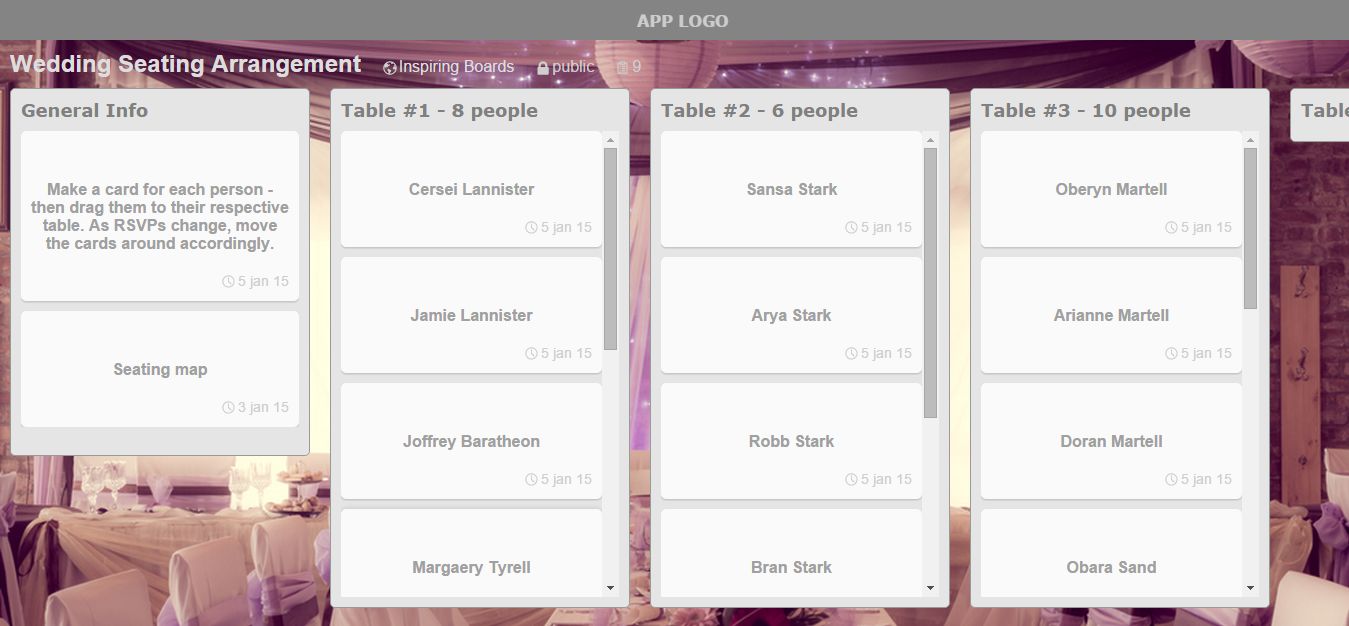 APP LOGO
Wedding Seating Arrangement Inspiring Boards public 9
General Info
Make a card for each person -
then drag them to their respective
table. As RSVPs change, move
the cards around accordingly.
5 jan 15
Seating map
3 jan 15
Table #1 - 8 people
Cersei Lannister
5 jan 15
Jamie Lannister
5 jan 15
Joffrey Baratheon
5 jan 15
Margaery Tyrell
Table #2 - 6 people
Sansa Stark
5 jan 15
Arya Stark
5 jan 15
Robb Stark
5 jan 15
Bran Stark
Table #3 - 10 people
Oberyn Martell
5 jan 15
Arianne Martell
5 jan 15
Doran Martell
5 jan 15
Obara Sand
Table